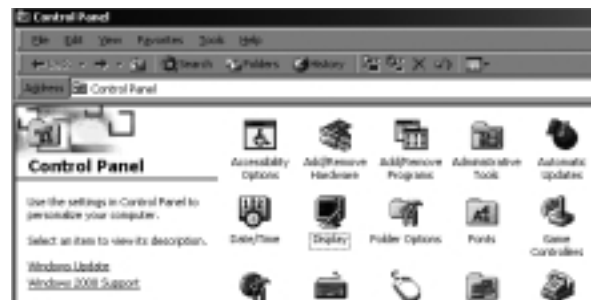 Control Panel
File Edit View Favorites Tools Help
Search Folders History
Address Control Panel
Control Panel
Use the settings in Control Panel to
personalize your computer.
Select an item to view its description.
Windows Update
Windows 2000 Support
Accessibility
Options
Add/Remove
Hardware
Add/Remove
Programs
Administrative
Tools
Automatic
Updates
Date/Time
Display
Folder Options
Fonts
Game
Controllers